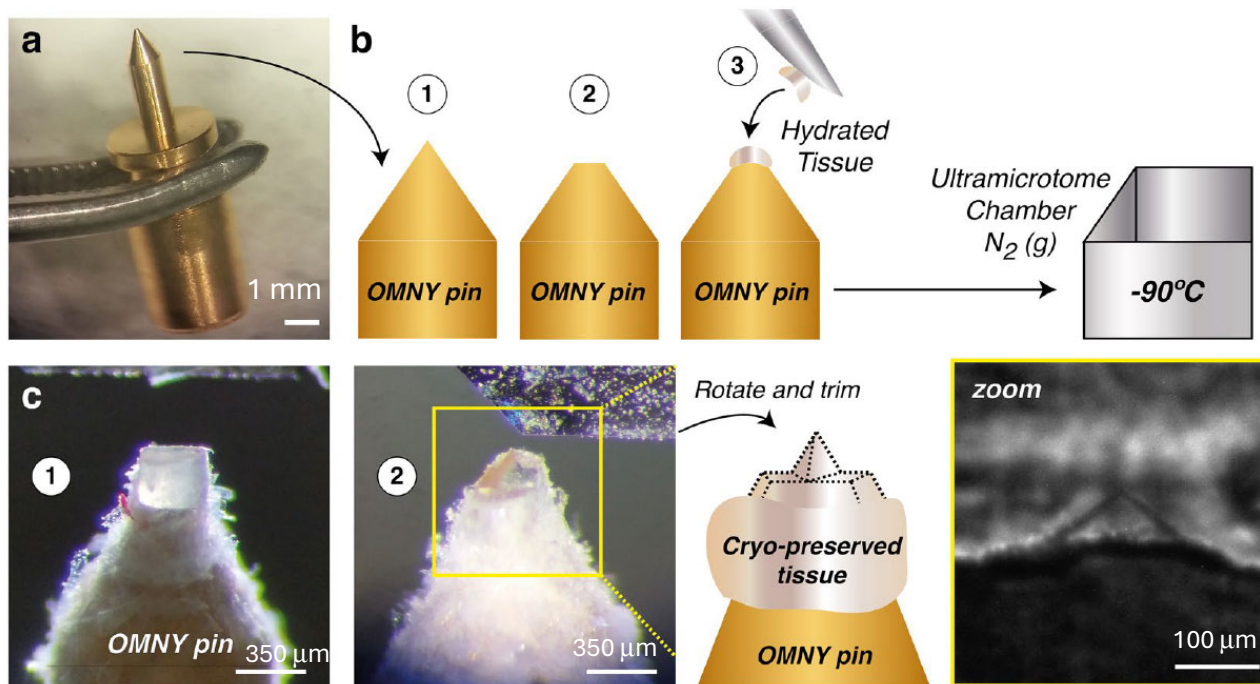 a
1 mm
b
1
2
3
Hydrated
Tissue
OMNY pin
OMNY pin
OMNY pin
Ultramicrotome
Chamber
N₂ (g)
-90ºC
c
1
OMNY pin
350 µm
2
350 µm
Rotate and trim
Cryo-preserved
tissue
OMNY pin
zoom
100 µm